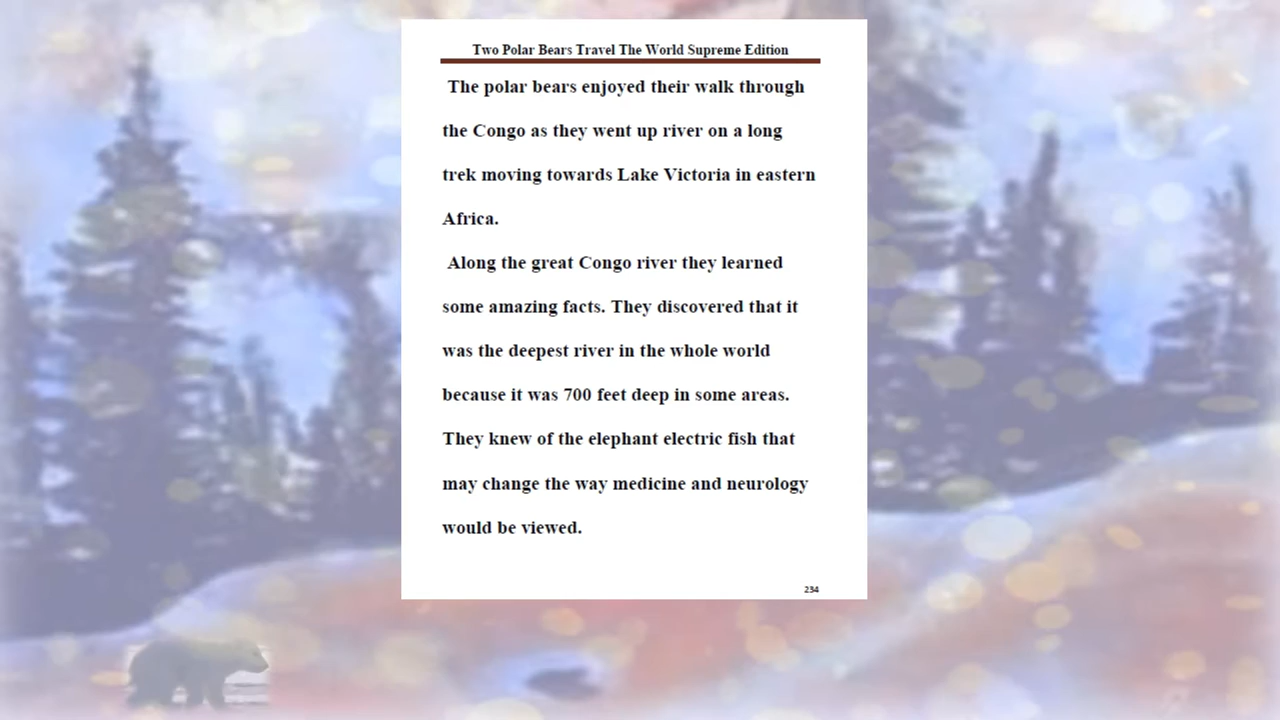 Two Polar Bears Travel The World Supreme Edition
The polar bears enjoyed their walk through
the Congo as they went up river on a long
trek moving towards Lake Victoria in eastern
Africa.
Along the great Congo river they learned
some amazing facts. They discovered that it
was the deepest river in the whole world
because it was 700 feet deep in some areas.
They knew of the elephant electric fish that
may change the way medicine and neurology
would be viewed.
234